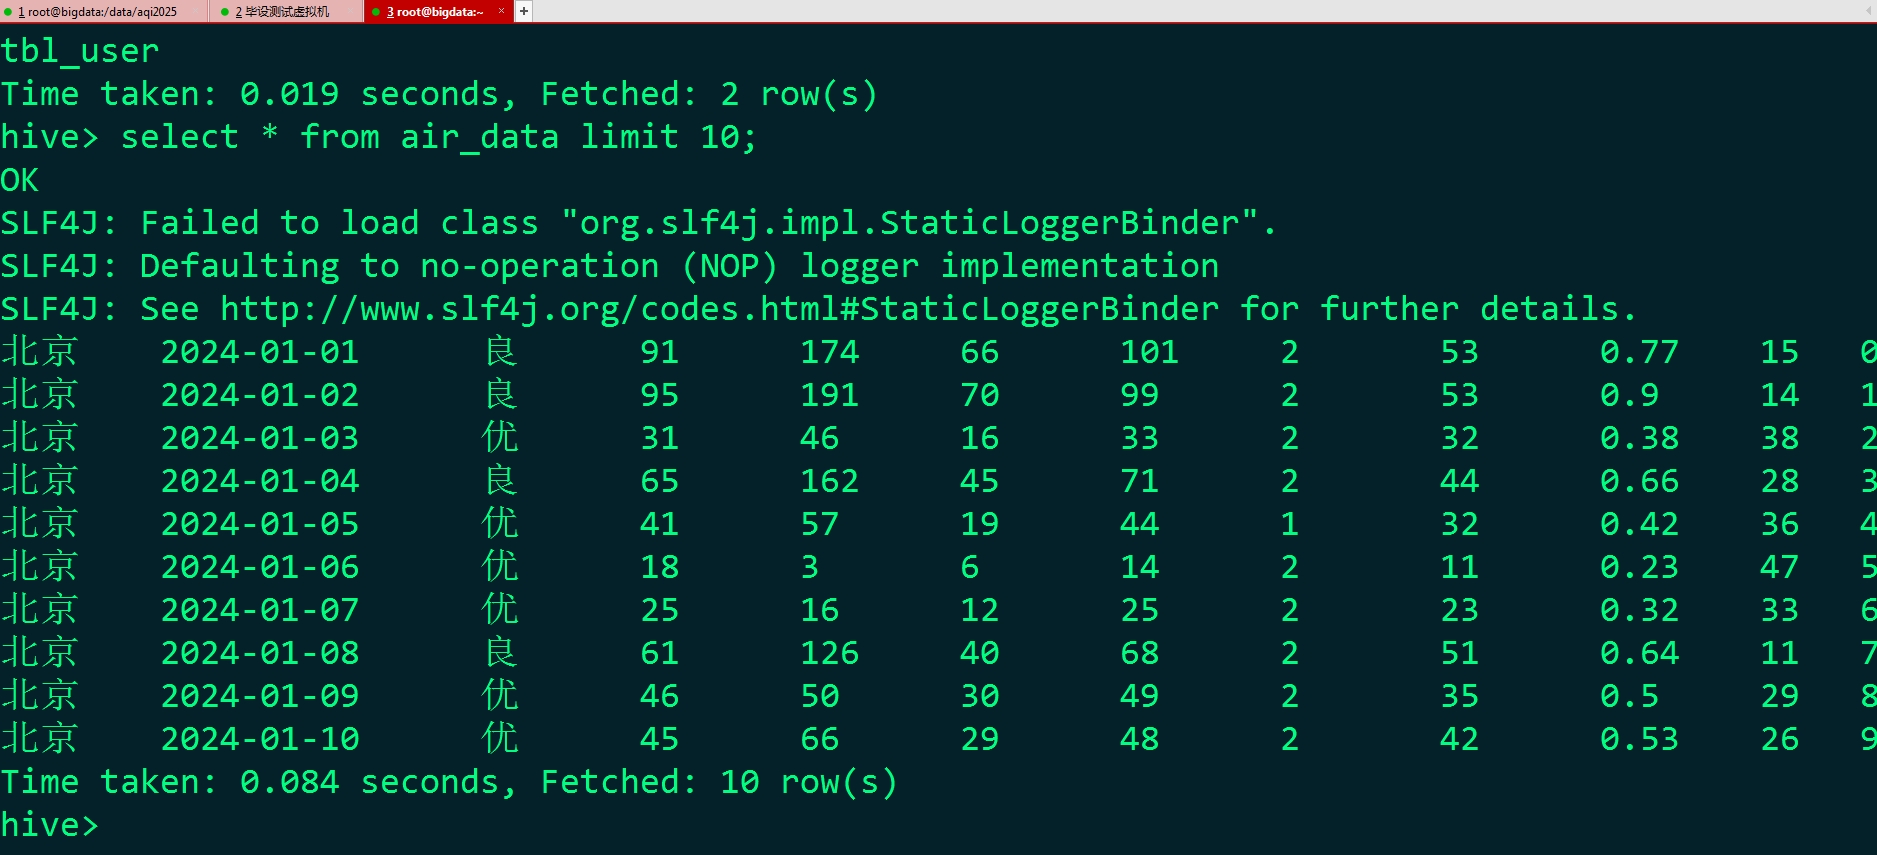 1 root@bigdata:/data/aqi2025 2 毕设测试虚拟机 3 root@bigdata:~ × +
tbl_user
Time taken: 0.019 seconds, Fetched: 2 row(s)
hive> select * from air_data limit 10;
OK
SLF4J: Failed to load class "org.slf4j.impl.StaticLoggerBinder".
SLF4J: Defaulting to no-operation (NOP) logger implementation
SLF4J: See http://www.slf4j.org/codes.html#StaticLoggerBinder for further details.
北京 2024-01-01 良 91 174 66 101 2 53 0.77 15 0
北京 2024-01-02 良 95 191 70 99 2 53 0.9 14 1
北京 2024-01-03 优 31 46 16 33 2 32 0.38 38 2
北京 2024-01-04 良 65 162 45 71 2 44 0.66 28 3
北京 2024-01-05 优 41 57 19 44 1 32 0.42 36 4
北京 2024-01-06 优 18 3 6 14 2 11 0.23 47 5
北京 2024-01-07 优 25 16 12 25 2 23 0.32 33 6
北京 2024-01-08 良 61 126 40 68 2 51 0.64 11 7
北京 2024-01-09 优 46 50 30 49 2 35 0.5 29 8
北京 2024-01-10 优 45 66 29 48 2 42 0.53 26 9
Time taken: 0.084 seconds, Fetched: 10 row(s)
hive>